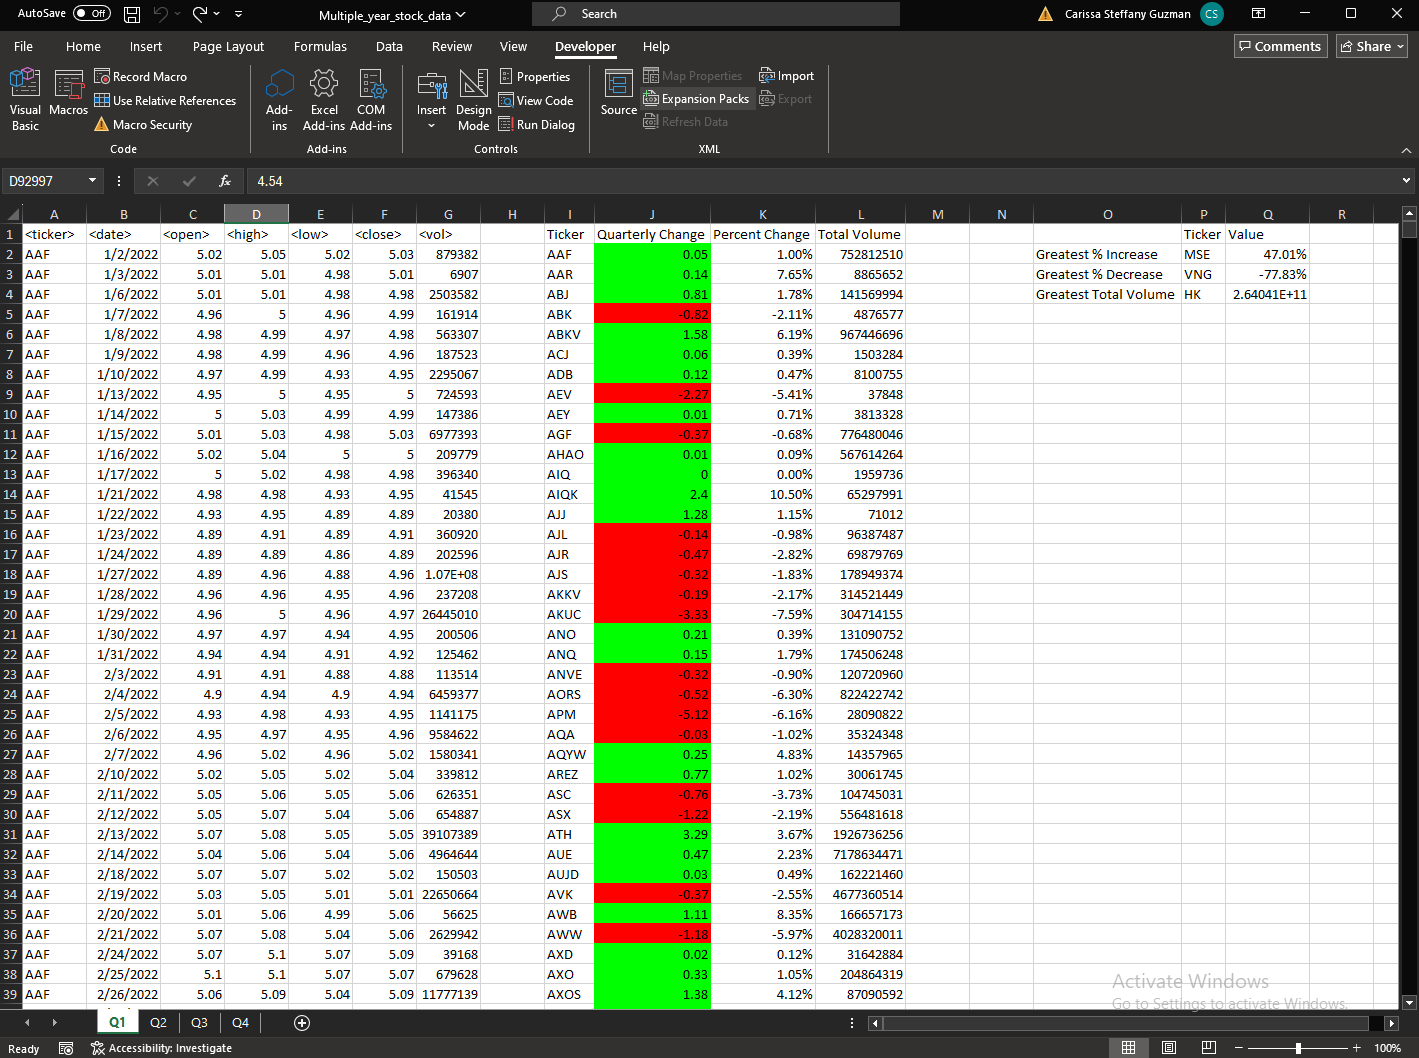 AutoSave Off Multiple_year_stock_data Search Carissa Steffany Guzman CS
File Home Insert Page Layout Formulas Data Review View Developer Help Comments Share
Visual Basic Macros Record Macro Use Relative References Macro Security
Add-ins Excel Add-ins COM Add-ins
Insert Design Mode Properties View Code Run Dialog
Source Map Properties Expansion Packs Refresh Data Import Export
Code Add-ins Controls XML
D92997 fx 4.54
A B C D E F G H I J K L M N O P Q R
1 <ticker> <date> <open> <high> <low> <close> <vol> Ticker Quarterly Change Percent Change Total Volume Ticker Value
2 AAF 1/2/2022 5.02 5.05 5.02 5.03 879382 AAF 0.05 1.00% 752812510 Greatest % Increase MSE 47.01%
3 AAF 1/3/2022 5.01 5.01 4.98 5.01 6907 AAR 0.14 7.65% 8865652 Greatest % Decrease VNG -77.83%
4 AAF 1/6/2022 5.01 5.01 4.98 4.98 2503582 ABJ 0.81 1.78% 141569994 Greatest Total Volume HK 2.64041E+11
5 AAF 1/7/2022 4.96 5 4.96 4.99 161914 ABK -0.82 -2.11% 4876577
6 AAF 1/8/2022 4.98 4.99 4.97 4.98 563307 ABKV 1.58 6.19% 967446696
7 AAF 1/9/2022 4.98 4.99 4.96 4.96 187523 ACJ 0.06 0.39% 1503284
8 AAF 1/10/2022 4.97 4.99 4.93 4.95 2295067 ADB 0.12 0.47% 8100755
9 AAF 1/13/2022 4.95 5 4.95 5 724593 AEV -2.27 -5.41% 37848
10 AAF 1/14/2022 5 5.03 4.99 4.99 147386 AEY 0.01 0.71% 3813328
11 AAF 1/15/2022 5.01 5.03 4.98 5.03 6977393 AGF -0.37 -0.68% 776480046
12 AAF 1/16/2022 5.02 5.04 5 5 209779 AHAO 0.01 0.09% 567614264
13 AAF 1/17/2022 5 5.02 4.98 4.98 396340 AIQ 0 0.00% 1959736
14 AAF 1/21/2022 4.98 4.98 4.93 4.95 41545 AIQK 2.4 10.50% 65297991
15 AAF 1/22/2022 4.93 4.95 4.89 4.89 20380 AJJ 1.28 1.15% 71012
16 AAF 1/23/2022 4.89 4.91 4.89 4.91 360920 AJL -0.14 -0.98% 96387487
17 AAF 1/24/2022 4.89 4.89 4.86 4.89 202596 AJR -0.47 -2.82% 69879769
18 AAF 1/27/2022 4.89 4.96 4.88 4.96 1.07E+08 AJS -0.32 -1.83% 178949374
19 AAF 1/28/2022 4.96 4.96 4.95 4.96 237208 AKKV -0.19 -2.17% 314521449
20 AAF 1/29/2022 4.96 5 4.96 4.97 26445010 AKUC -3.33 -7.59% 304714155
21 AAF 1/30/2022 4.97 4.97 4.94 4.95 200506 ANO 0.21 0.39% 131090752
22 AAF 1/31/2022 4.94 4.94 4.91 4.92 125462 ANQ 0.15 1.79% 174506248
23 AAF 2/3/2022 4.91 4.91 4.88 4.88 113514 ANVE -0.32 -0.90% 120720960
24 AAF 2/4/2022 4.9 4.94 4.9 4.94 6459377 AORS -0.52 -6.30% 822422742
25 AAF 2/5/2022 4.93 4.98 4.93 4.95 1141175 APM -5.12 -6.16% 28090822
26 AAF 2/6/2022 4.95 4.97 4.95 4.96 9584622 AQA -0.03 -1.02% 35324348
27 AAF 2/7/2022 4.96 5.02 4.96 5.02 1580341 AQYW 0.25 4.83% 14357965
28 AAF 2/10/2022 5.02 5.05 5.02 5.04 339812 AREZ 0.77 1.02% 30061745
29 AAF 2/11/2022 5.05 5.06 5.05 5.06 626351 ASC -0.76 -3.73% 104745031
30 AAF 2/12/2022 5.05 5.07 5.04 5.06 654887 ASX -1.22 -2.19% 556481618
31 AAF 2/13/2022 5.07 5.08 5.05 5.05 39107389 ATH 3.29 3.67% 1926736256
32 AAF 2/14/2022 5.04 5.06 5.04 5.06 4964644 AUE 0.47 2.23% 7178634471
33 AAF 2/18/2022 5.07 5.07 5.02 5.02 150503 AUJD 0.03 0.49% 162221460
34 AAF 2/19/2022 5.03 5.05 5.01 5.01 22650664 AVK -0.37 -2.55% 4677360514
35 AAF 2/20/2022 5.01 5.06 4.99 5.06 56625 AWB 1.11 8.35% 166657173
36 AAF 2/21/2022 5.07 5.08 5.04 5.06 2629942 AWW -1.18 -5.97% 4028320011
37 AAF 2/24/2022 5.07 5.1 5.07 5.09 39168 AXD 0.02 0.12% 31642884
38 AAF 2/25/2022 5.1 5.1 5.07 5.07 679628 AXO 0.33 1.05% 204864319
39 AAF 2/26/2022 5.06 5.09 5.04 5.09 11777139 AXOS 1.38 4.12% 87090592
Activate Windows
Go to Settings to activate Windows.
Q1 Q2 Q3 Q4
Ready Accessibility: Investigate 100%